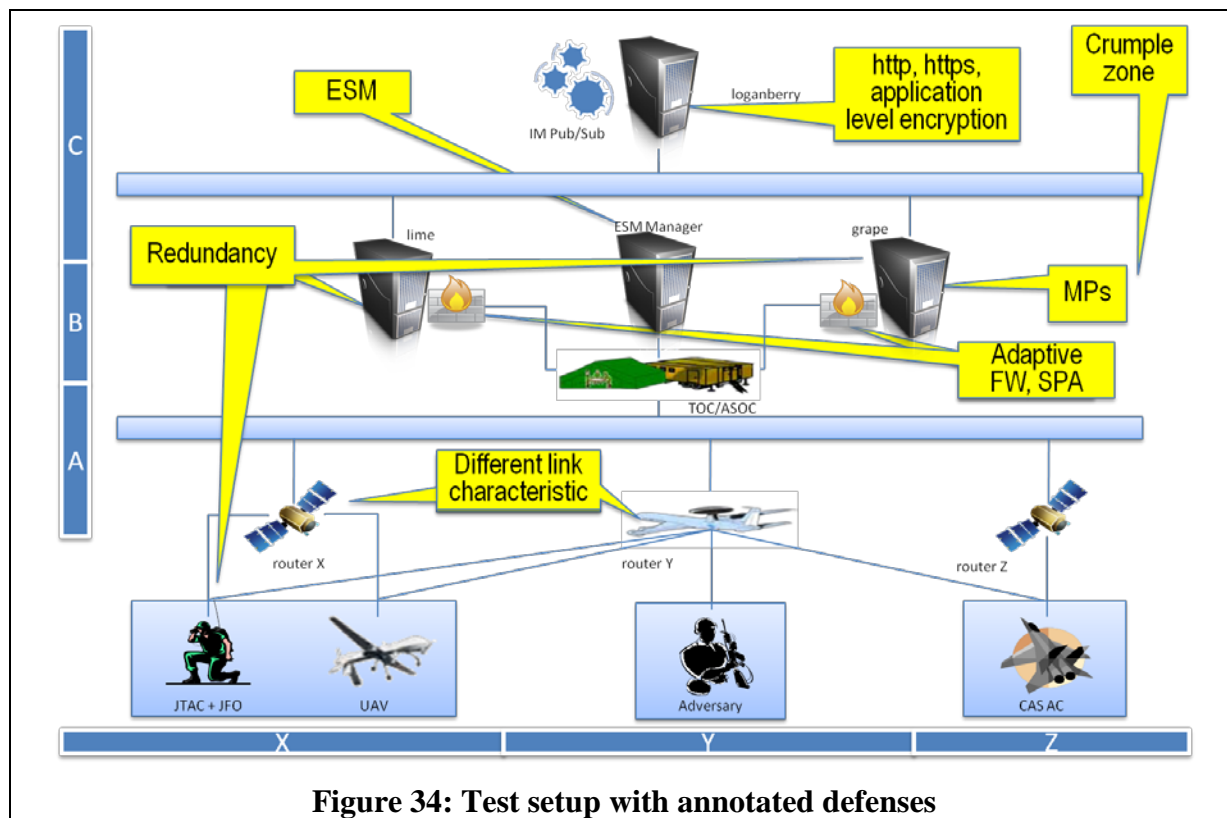 Crumple
zone
ESM
http, https,
application
level encryption
loganberry
IM Pub/Sub
C
lime
ESM Manager
grape
Redundancy
MPs
B
Adaptive
FW, SPA
TOC/ASOC
A
Different link
characteristic
router X
router Y
router Z
JTAC + JFO
UAV
Adversary
CAS AC
X
Y
Z
Figure 34: Test setup with annotated defenses